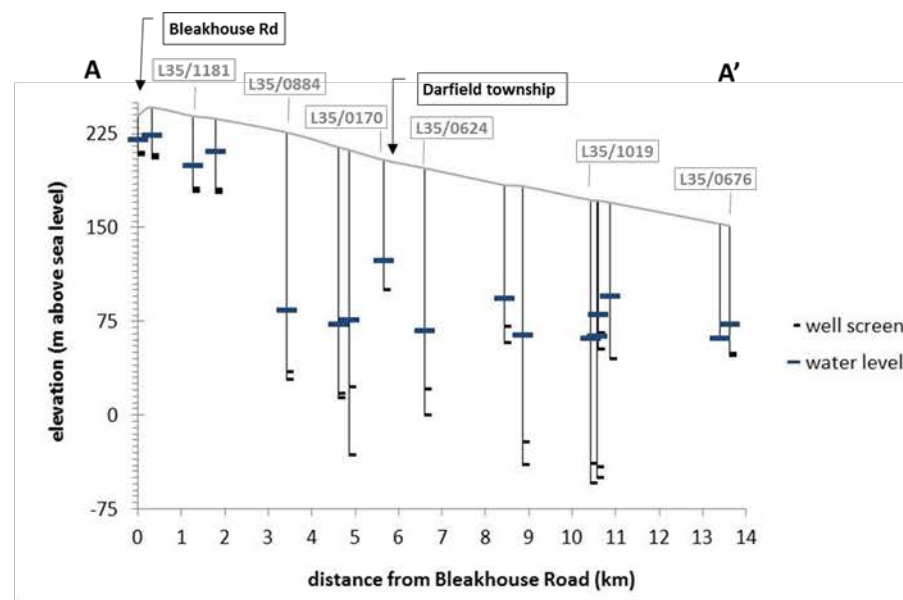 Bleakhouse Rd
A
A’
L35/1181
L35/0884
Darfield township
L35/0170
L35/0624
L35/1019
L35/0676
225
150
75
0
-75
elevation (m above sea level)
well screen
water level
0 1 2 3 4 5 6 7 8 9 10 11 12 13 14
distance from Bleakhouse Road (km)